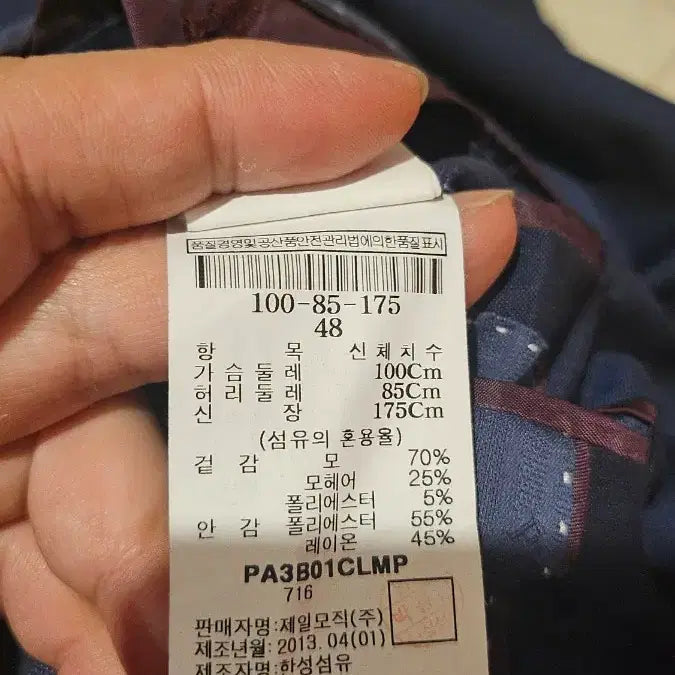 품질경영및공산품안전관리법에의한품질표시
100-85-175
48
항 목 신체치수
가슴둘레 100Cm
허리둘레 85Cm
신 장 175Cm
(섬유의 혼용율)
겉 감 모 70%
모헤어 25%
폴리에스터 5%
안 감 폴리에스터 55%
레이온 45%
PA3B01CLMP
716
판매자명:제일모직(주)
제조년월:2013.04(01)
제조자명:한성섬유